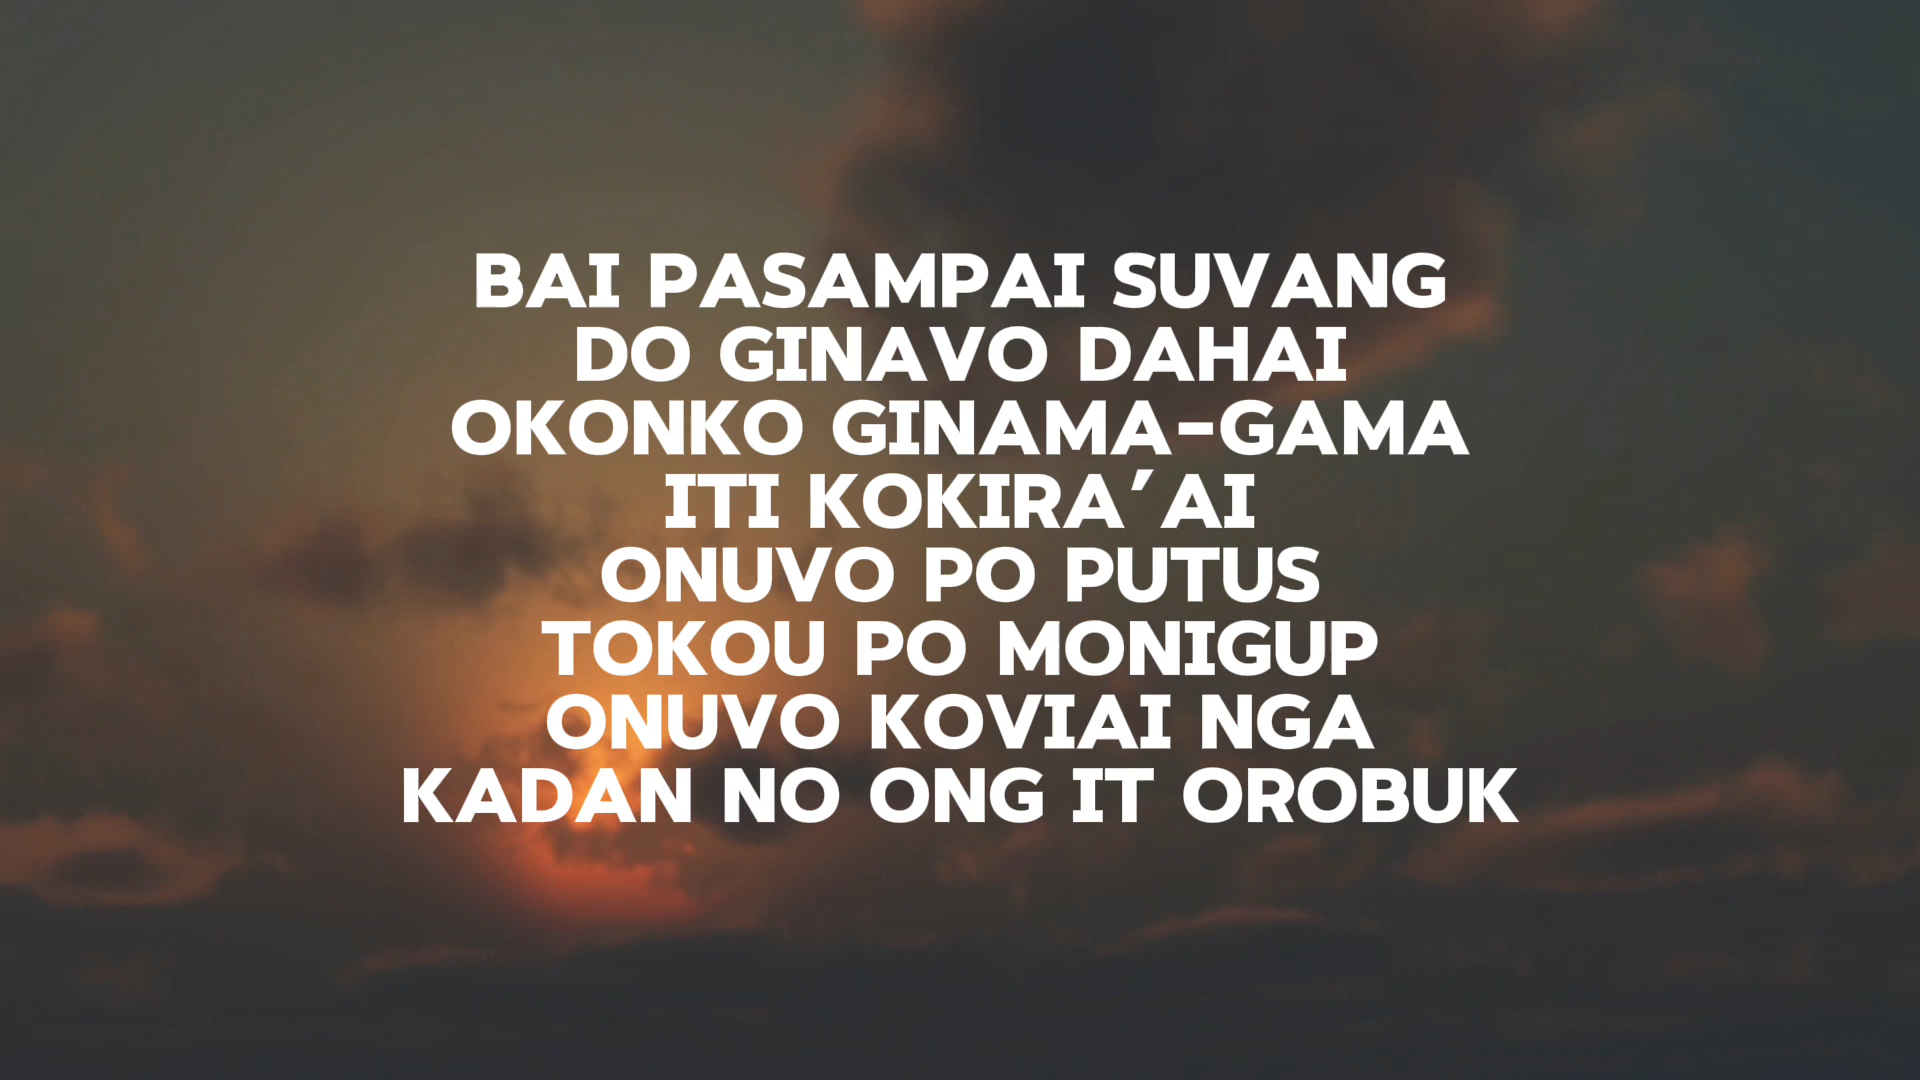 BAI PASAMPAI SUVANG
DO GINAVO DAHAI
OKONKO GINAMA-GAMA
ITI KOKIRA'AI
ONUVO PO PUTUS
TOKOU PO MONIGUP
ONUVO KOVIAI NGA
KADAN NO ONG IT OROBUK